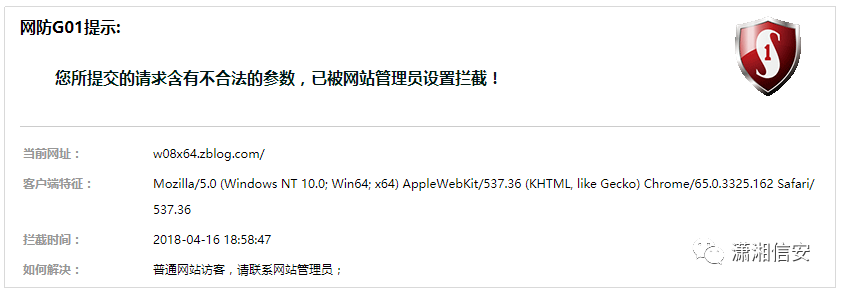 网防G01提示:
您所提交的请求含有不合法的参数，已被网站管理员设置拦截！
当前网址： w08x64.zblog.com/
客户端特征： Mozilla/5.0 (Windows NT 10.0; Win64; x64) AppleWebKit/537.36 (KHTML, like Gecko) Chrome/65.0.3325.162 Safari/
537.36
拦截时间： 2018-04-16 18:58:47
如何解决： 普通网站访客，请联系网站管理员；
潇湘信安
1